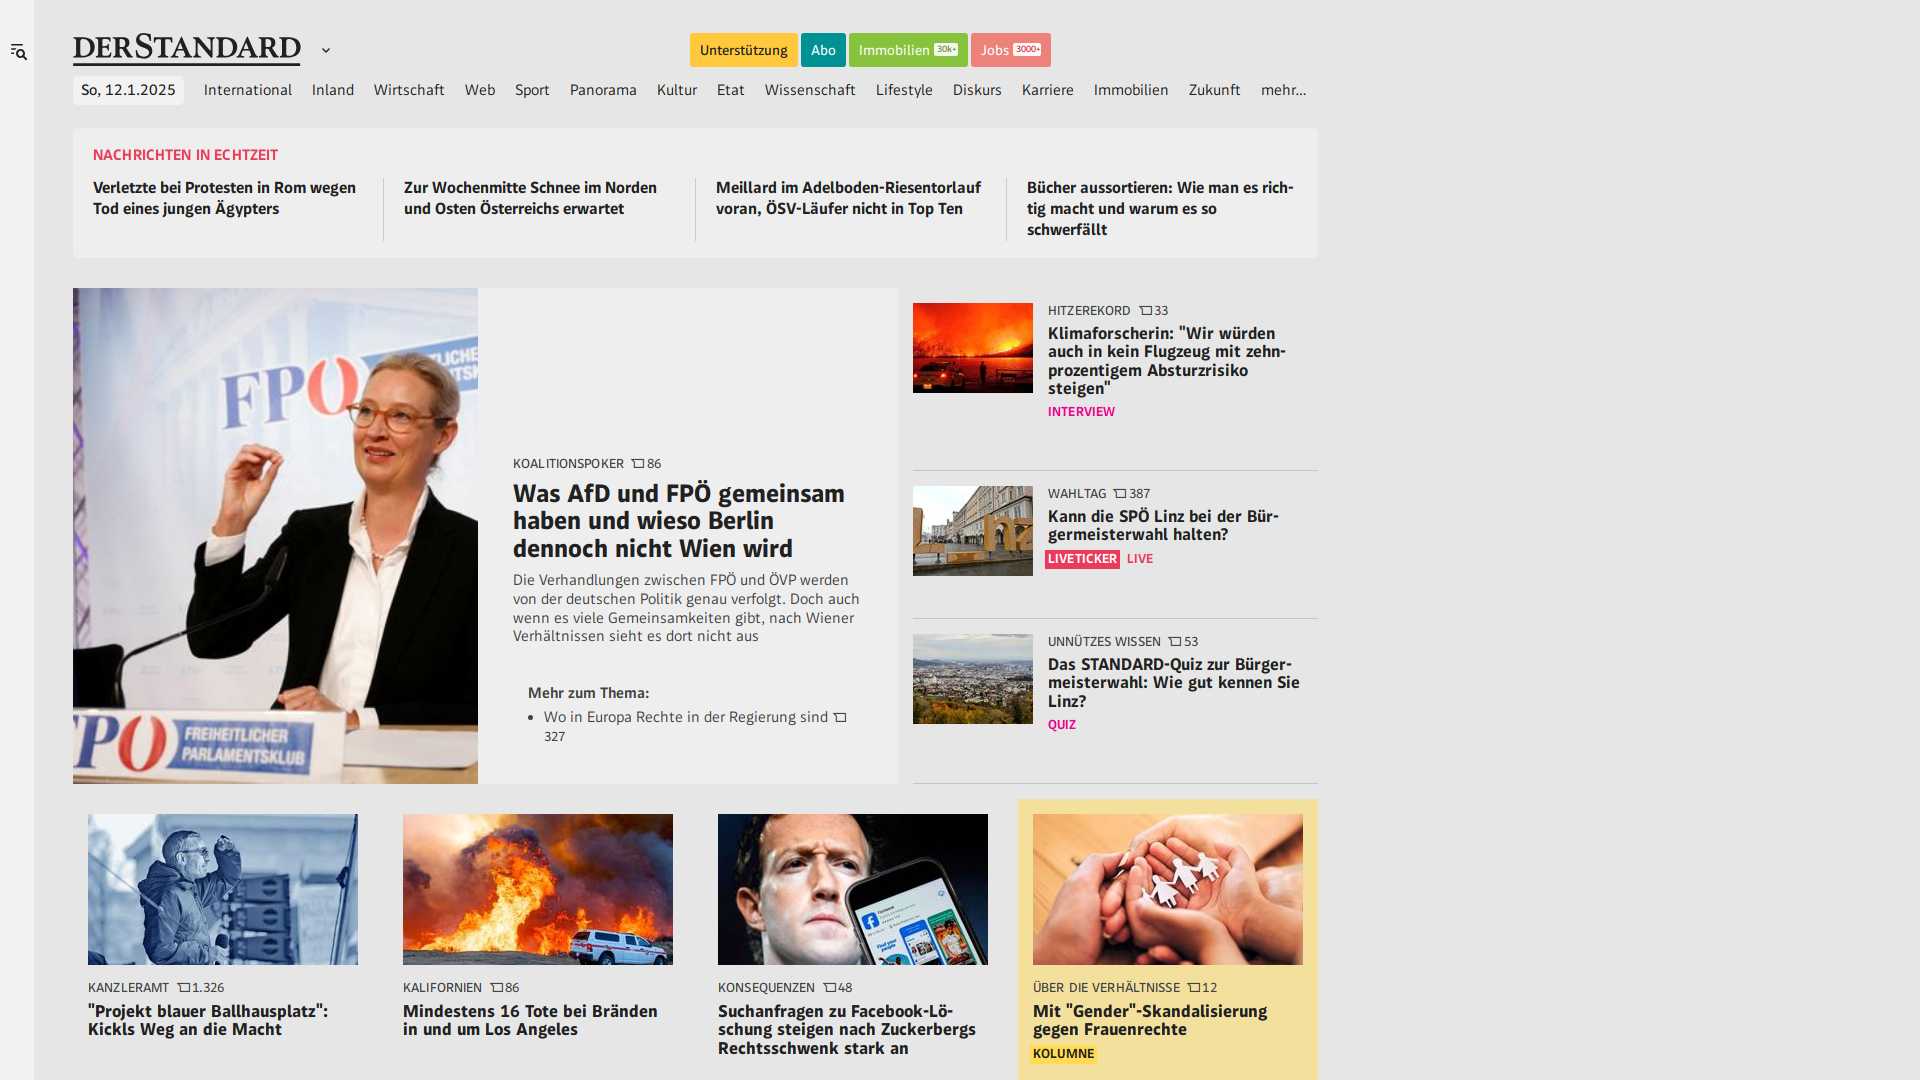 DERSTANDARD
Unterstützung Abo Immobilien 30k+ Jobs 3000+
So, 12.1.2025 International Inland Wirtschaft Web Sport Panorama Kultur Etat Wissenschaft Lifestyle Diskurs Karriere Immobilien Zukunft mehr...
NACHRICHTEN IN ECHTZEIT
Verletzte bei Protesten in Rom wegen
Tod eines jungen Ägypters
Zur Wochenmitte Schnee im Norden
und Osten Österreichs erwartet
Meillard im Adelboden-Riesentorlauf
voran, ÖSV-Läufer nicht in Top Ten
Bücher aussortieren: Wie man es rich-
tig macht und warum es so
schwerfällt
FPÖ
FREIHEITLICHER
PARLAMENTSKLUB
KOALITIONSPOKER 86
Was AfD und FPÖ gemeinsam
haben und wieso Berlin
dennoch nicht Wien wird
Die Verhandlungen zwischen FPÖ und ÖVP werden
von der deutschen Politik genau verfolgt. Doch auch
wenn es viele Gemeinsamkeiten gibt, nach Wiener
Verhältnissen sieht es dort nicht aus
Mehr zum Thema:
Wo in Europa Rechte in der Regierung sind
327
HITZEREKORD 33
Klimaforscherin: "Wir würden
auch in kein Flugzeug mit zehn-
prozentigem Absturzrisiko
steigen"
INTERVIEW
WAHLTAG 387
Kann die SPÖ Linz bei der Bür-
germeisterwahl halten?
LIVETICKER LIVE
UNNÜTZES WISSEN 53
Das STANDARD-Quiz zur Bürger-
meisterwahl: Wie gut kennen Sie
Linz?
QUIZ
KANZLERAMT 1.326
"Projekt blauer Ballhausplatz":
Kickls Weg an die Macht
KALIFORNIEN 86
Mindestens 16 Tote bei Bränden
in und um Los Angeles
KONSEQUENZEN 48
Suchanfragen zu Facebook-Lö-
schung steigen nach Zuckerbergs
Rechtsschwenk stark an
ÜBER DIE VERHÄLTNISSE 12
Mit "Gender"-Skandalisierung
gegen Frauenrechte
KOLUMNE